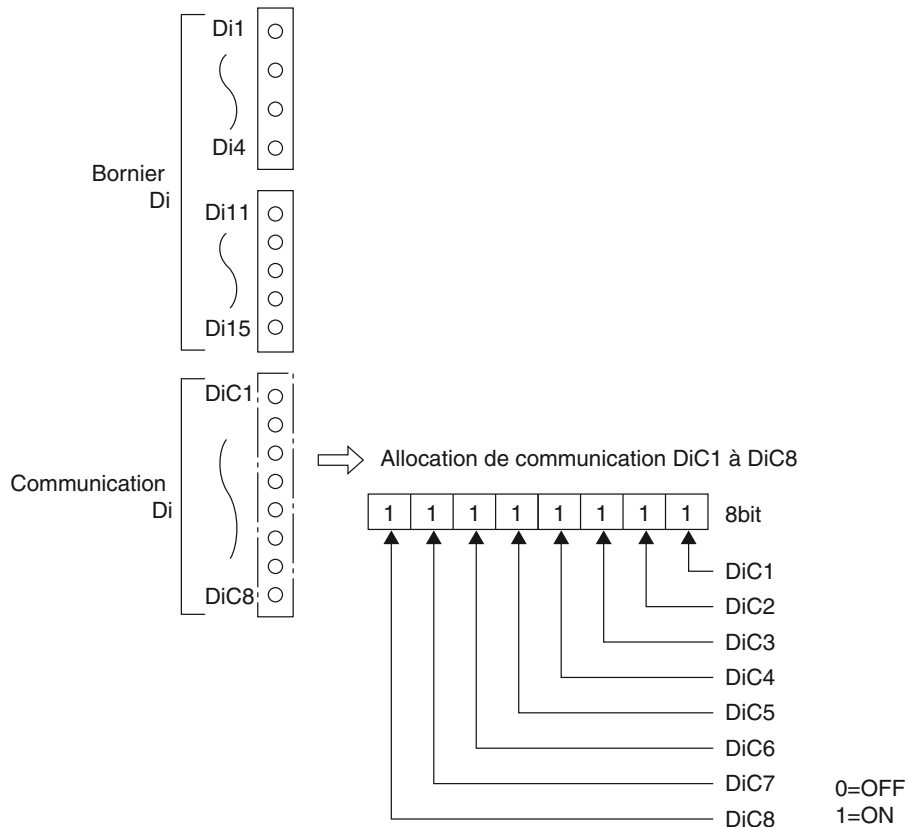 Di1
Di4
Bornier
Di
Di11
Di15
DiC1
Communication
Di
DiC8
Allocation de communication DiC1 à DiC8
1 1 1 1 1 1 1 1 8bit
DiC1
DiC2
DiC3
DiC4
DiC5
DiC6
DiC7
DiC8
0=OFF
1=ON